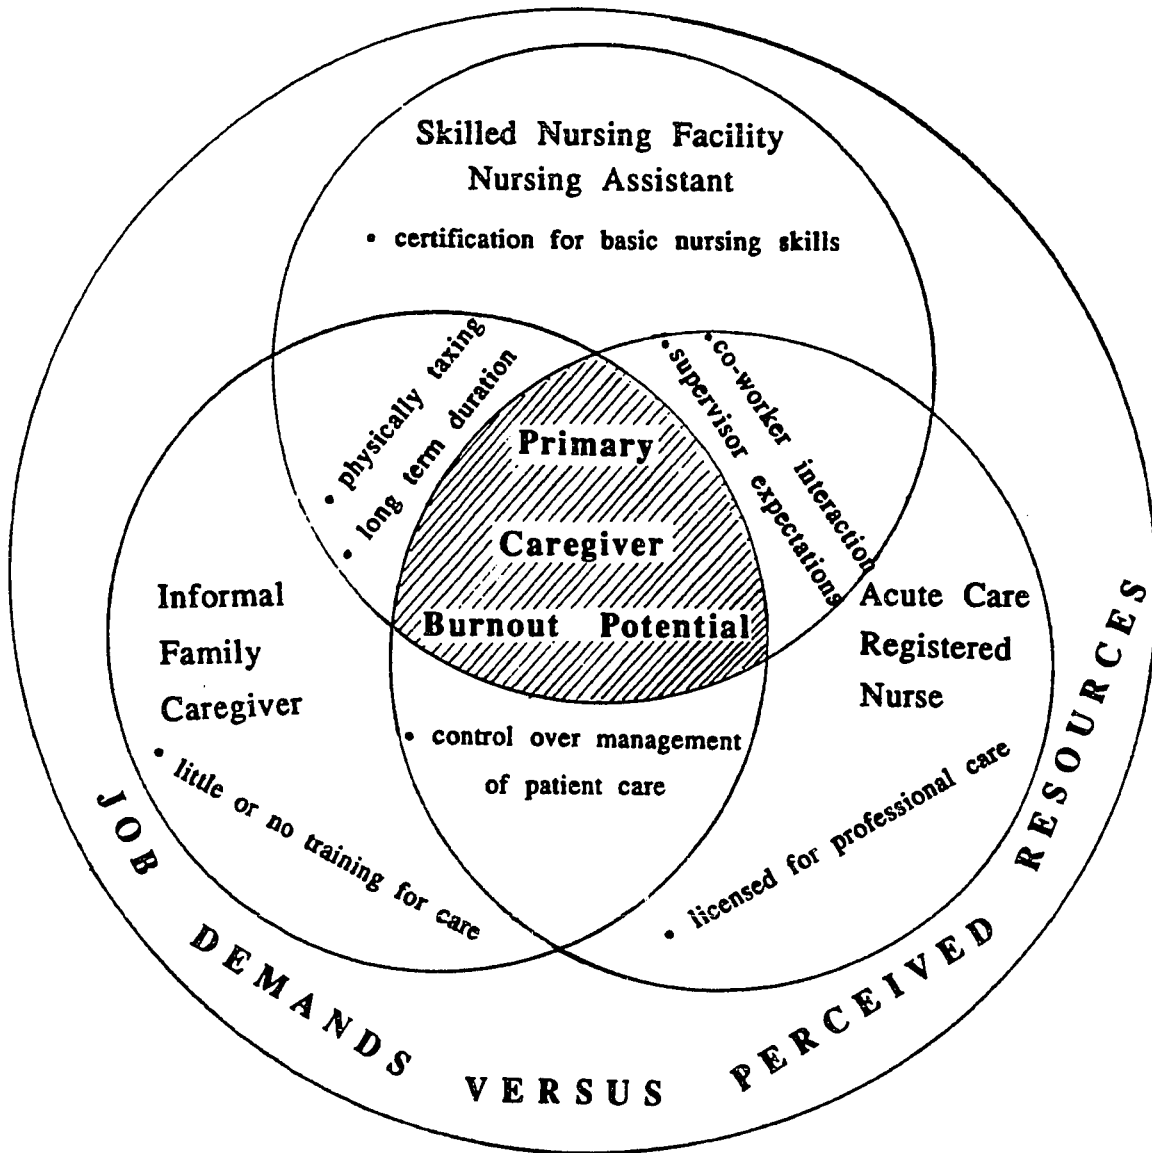 Skilled Nursing Facility
Nursing Assistant
• certification for basic nursing skills
• physically taxing
• long term duration
• co-worker interaction
• supervisor expectations
Primary
Caregiver
Burnout Potential
Informal
Family
Caregiver
• little or no training for care
Acute Care
Registered
Nurse
• licensed for professional care
• control over management
of patient care
JOB DEMANDS VERSUS PERCEIVED RESOURCES